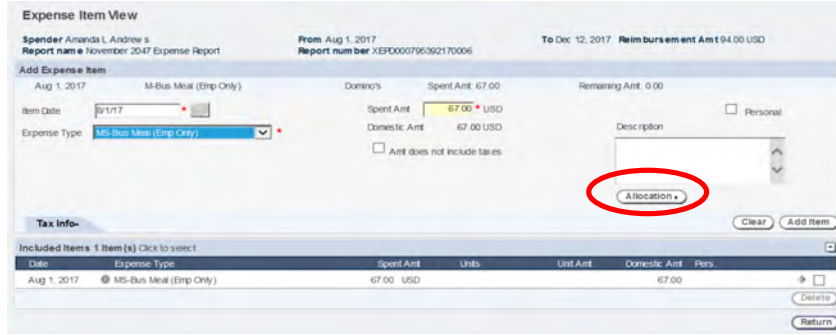 Expense Item View
Spender Amanda L Andrew s From Aug 1, 2017 To Dec 12, 2017 Reimbursement Amt 94.00 USD
Report name November 2047 Expense Report Report number XEPD000795392170006
Add Expense Item
Aug 1, 2017 M-Bus Meal (Emp Only) Domino's Spent Amt: 67.00 Remaining Amt: 0.00
Item Date 8/1/17 * Spent Amt 67.00 * USD Personal
Expense Type MS-Bus Meal (Emp Only) * Domestic Amt 67.00 USD Description
Amt does not include taxes
Allocation
Tax Info- Clear Add Item
Included Items 1 Item(s) Click to select
Date Expense Type Spent Amt Units Unit Amt Domestic Amt Pers.
Aug 1, 2017 MS-Bus Meal (Emp Only) 67.00 USD 67.00
Delete
Return